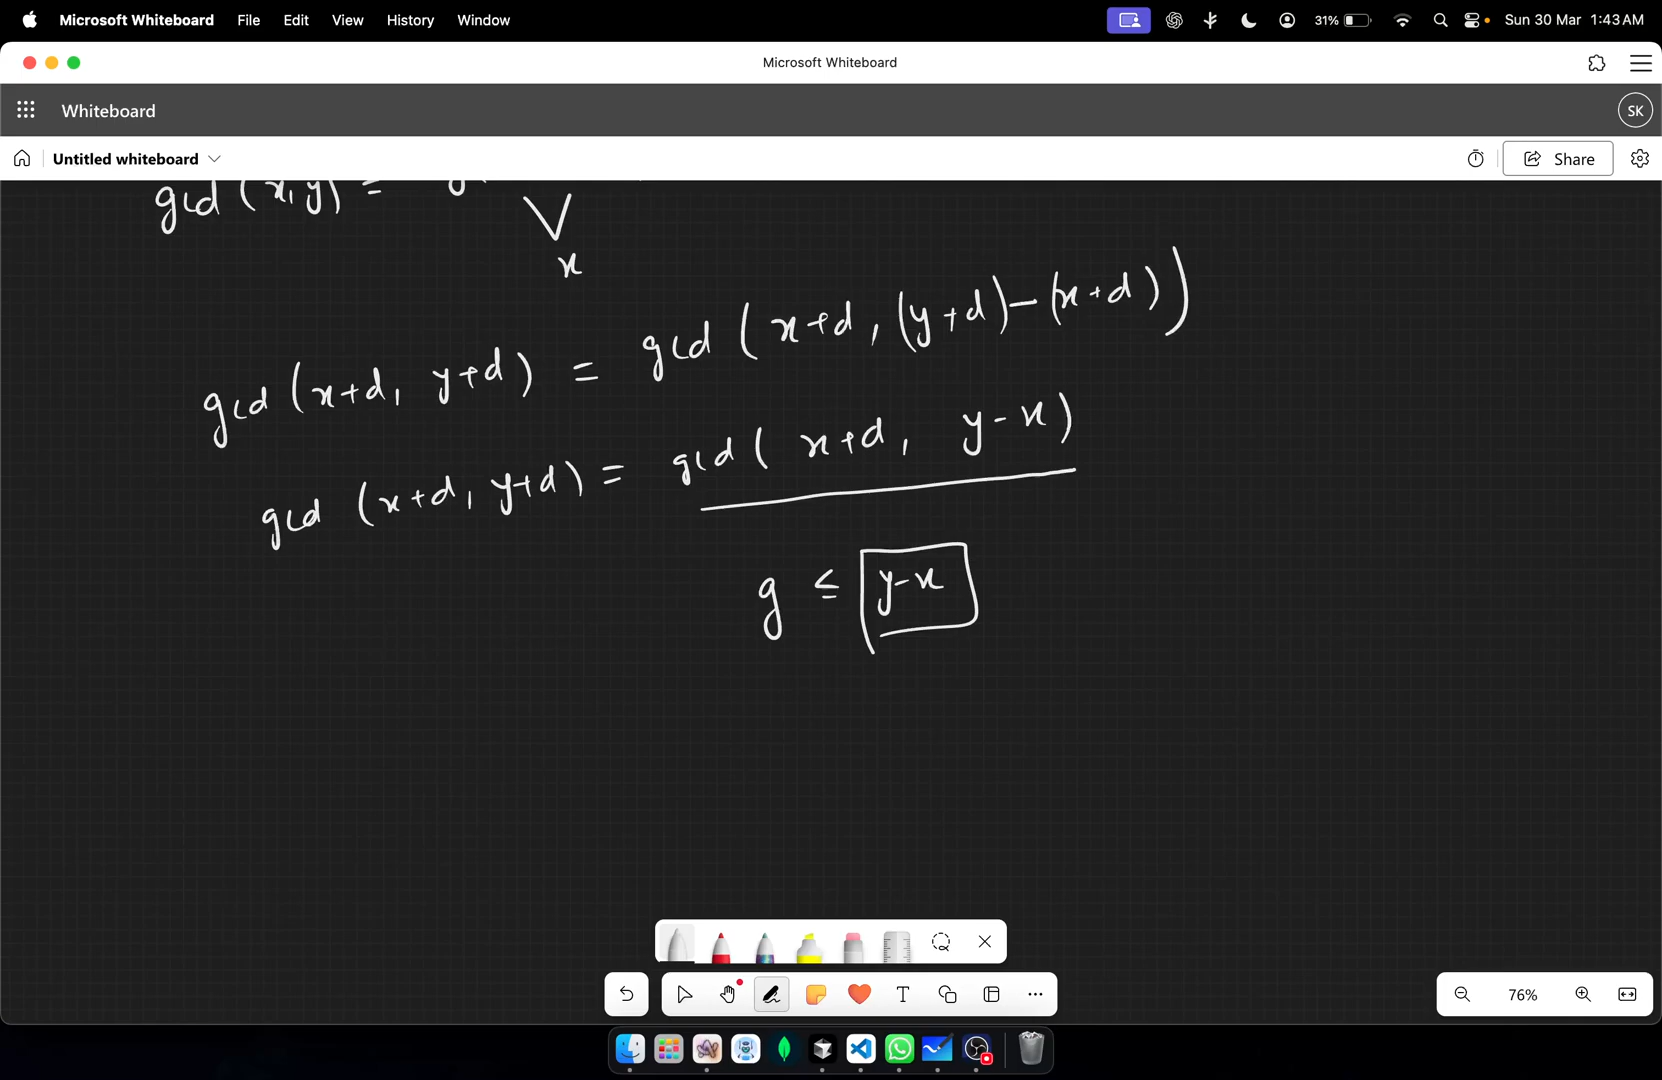 Microsoft Whiteboard File Edit View History Window 31% Sun 30 Mar 1:43 AM
Microsoft Whiteboard
Whiteboard SK
Untitled whiteboard Share
gcd (x, y) =
x
gcd (x+d, y+d) = gcd (x+d, (y+d)-(x+d))
gcd (x+d, y+d) = gcd (x+d, y-x)
g ≤ y-x
T 76%